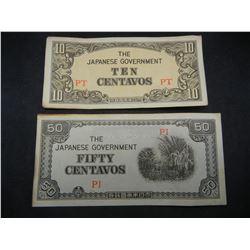 10
10
THE
JAPANESE GOVERNMENT
PT
TEN
PT
CENTAVOS
10
10
50
50
THE
JAPANESE GOVERNMENT
FIFTY
CENTAVOS
PI
PI
50
50